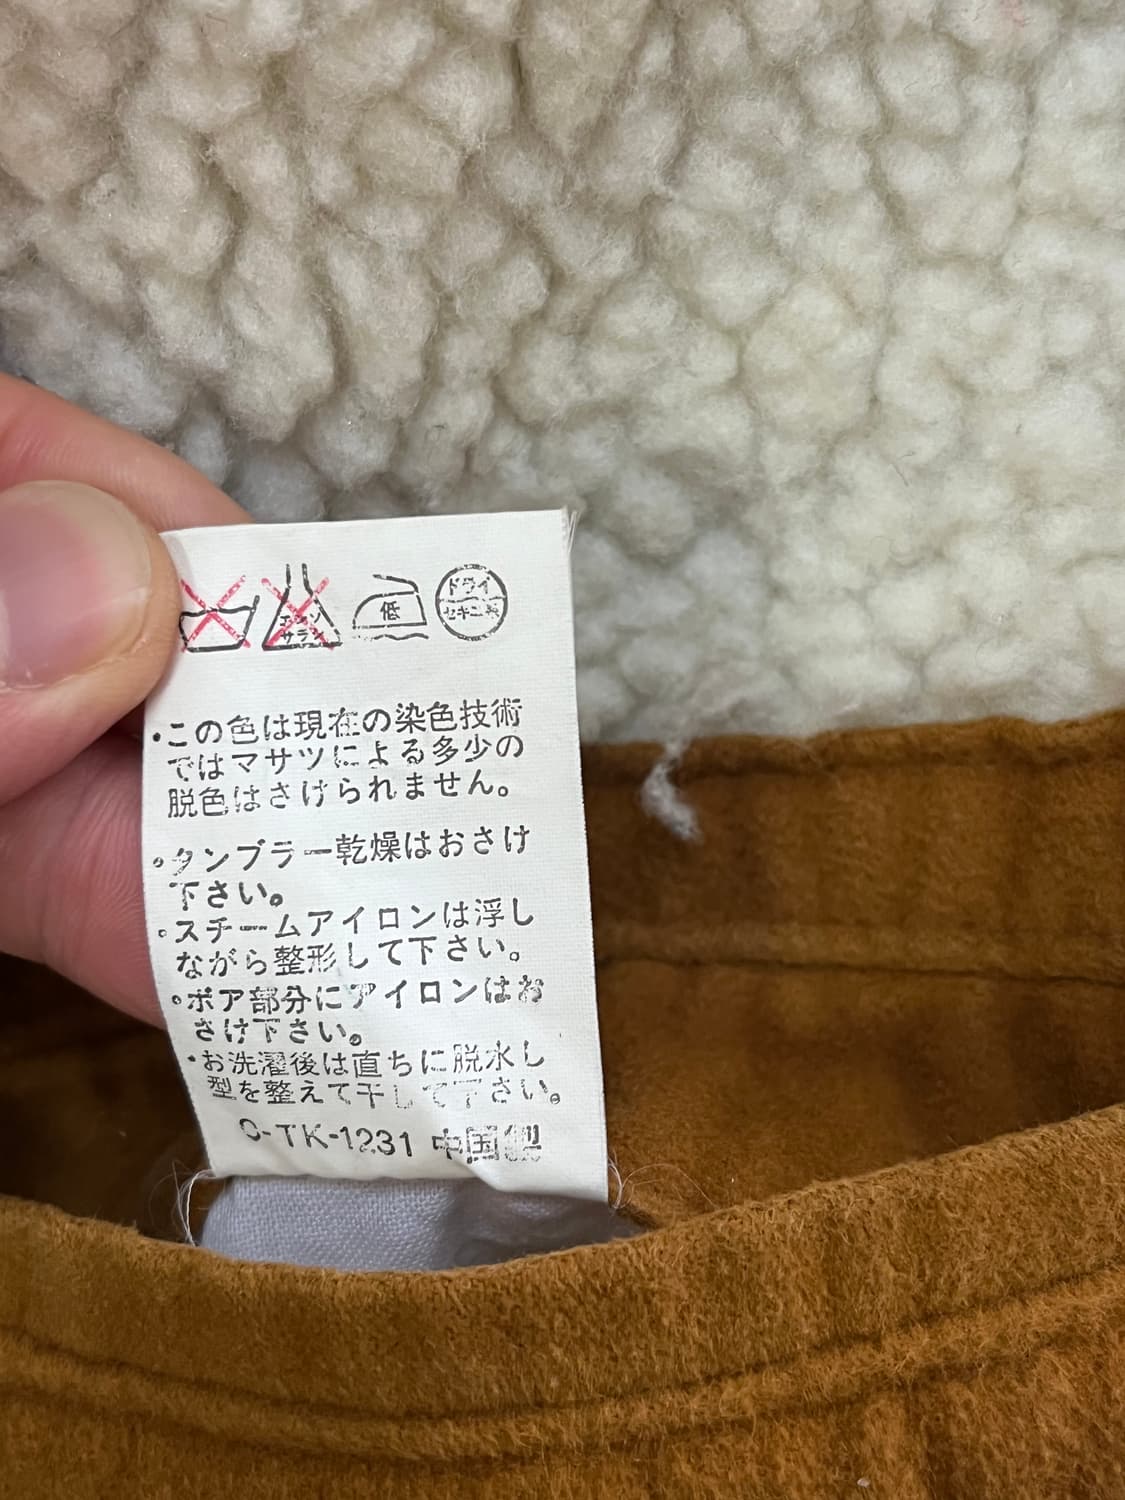 エンソ
サラシ
低
ドライ
セキユ系
・この色は現在の染色技術
ではマサツによる多少の
脱色はさけられません。
・タンブラー乾燥はおさけ
下さい。
・スチームアイロンは浮し
ながら整形して下さい。
・ボア部分にアイロンはお
さけ下さい。
・お洗濯後は直ちに脱水し
型を整えて干して下さい。
C-TK-1231 中国製